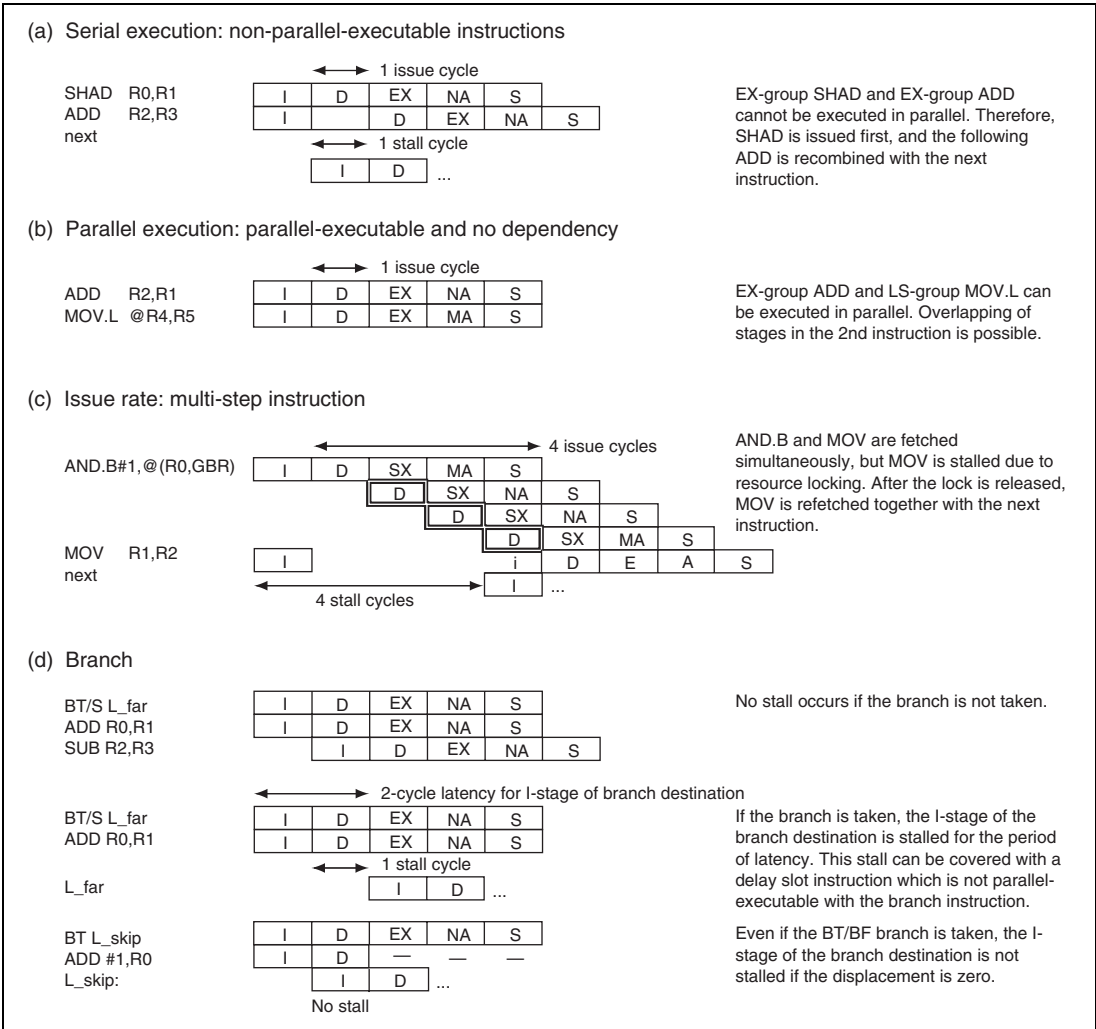 (a) Serial execution: non-parallel-executable instructions
1 issue cycle
SHAD R0,R1 I D EX NA S
ADD R2,R3 I D EX NA S
next
1 stall cycle
I D ...
EX-group SHAD and EX-group ADD
cannot be executed in parallel. Therefore,
SHAD is issued first, and the following
ADD is recombined with the next
instruction.
(b) Parallel execution: parallel-executable and no dependency
1 issue cycle
ADD R2,R1 I D EX NA S
MOV.L @R4,R5 I D EX MA S
EX-group ADD and LS-group MOV.L can
be executed in parallel. Overlapping of
stages in the 2nd instruction is possible.
(c) Issue rate: multi-step instruction
4 issue cycles
AND.B#1,@(R0,GBR) I D SX MA S
D SX NA S
D SX NA S
D SX MA S
MOV R1,R2 I i D E A S
next I ...
4 stall cycles
AND.B and MOV are fetched
simultaneously, but MOV is stalled due to
resource locking. After the lock is released,
MOV is refetched together with the next
instruction.
(d) Branch
BT/S L_far I D EX NA S
ADD R0,R1 I D EX NA S
SUB R2,R3 I D EX NA S
No stall occurs if the branch is not taken.
2-cycle latency for I-stage of branch destination
BT/S L_far I D EX NA S
ADD R0,R1 I D EX NA S
1 stall cycle
L_far I D ...
If the branch is taken, the I-stage of the
branch destination is stalled for the period
of latency. This stall can be covered with a
delay slot instruction which is not parallel-
executable with the branch instruction.
BT L_skip I D EX NA S
ADD #1,R0 I D — — —
L_skip: I D ...
No stall
Even if the BT/BF branch is taken, the I-
stage of the branch destination is not
stalled if the displacement is zero.